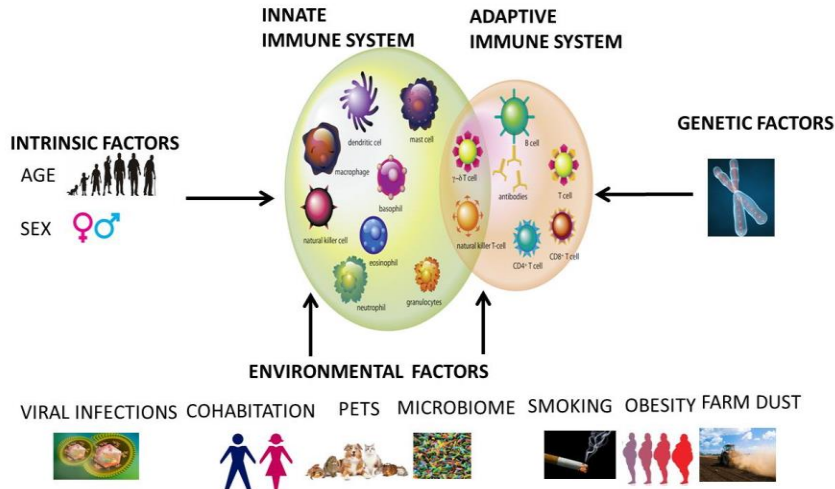 INNATE
IMMUNE SYSTEM
ADAPTIVE
IMMUNE SYSTEM
INTRINSIC FACTORS
AGE
SEX
GENETIC FACTORS
dendritic cel
mast cell
macrophage
basophil
natural killer cell
eosinophil
neutrophil
granulocytes
B cell
γ–δ T cell
antibodies
T cell
natural killer T-cell
CD4⁺ T cell
CD8⁺ T cell
ENVIRONMENTAL FACTORS
VIRAL INFECTIONS
COHABITATION
PETS
MICROBIOME
SMOKING
OBESITY
FARM DUST